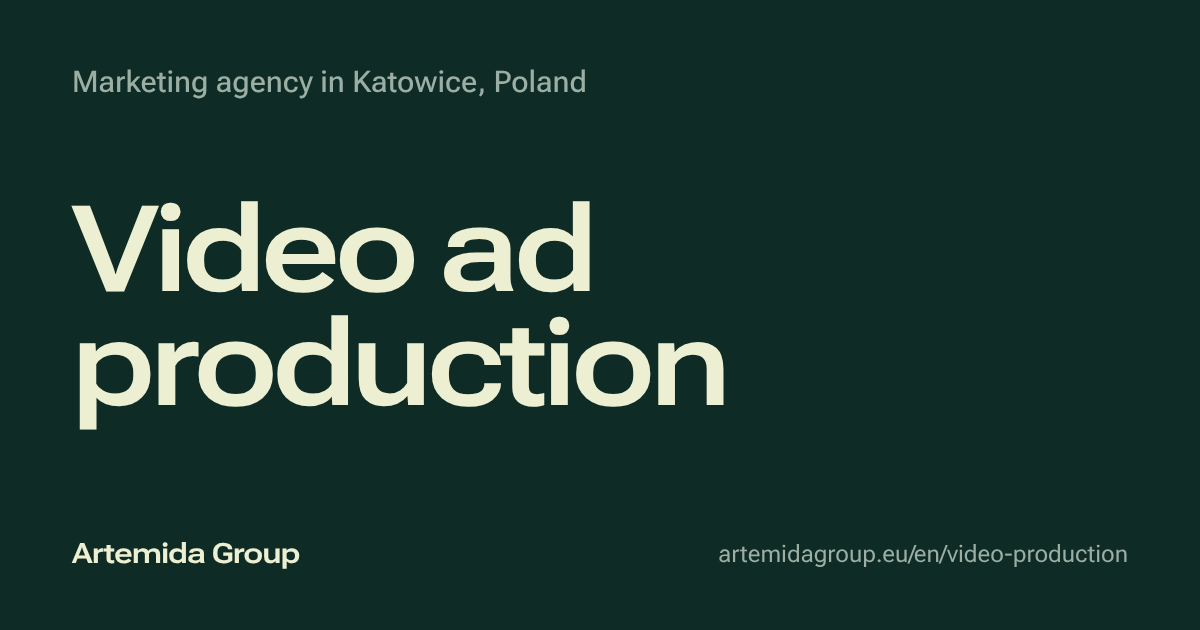 Marketing agency in Katowice, Poland
Video ad
production
Artemida Group
artemidagroup.eu/en/video-production